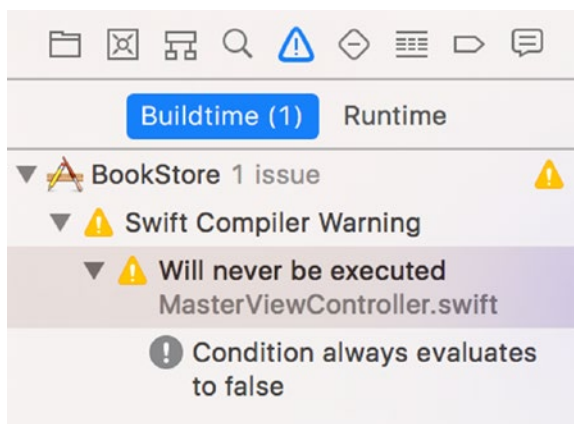 Buildtime (1) Runtime
BookStore 1 issue
Swift Compiler Warning
Will never be executed
MasterViewController.swift
Condition always evaluates
to false